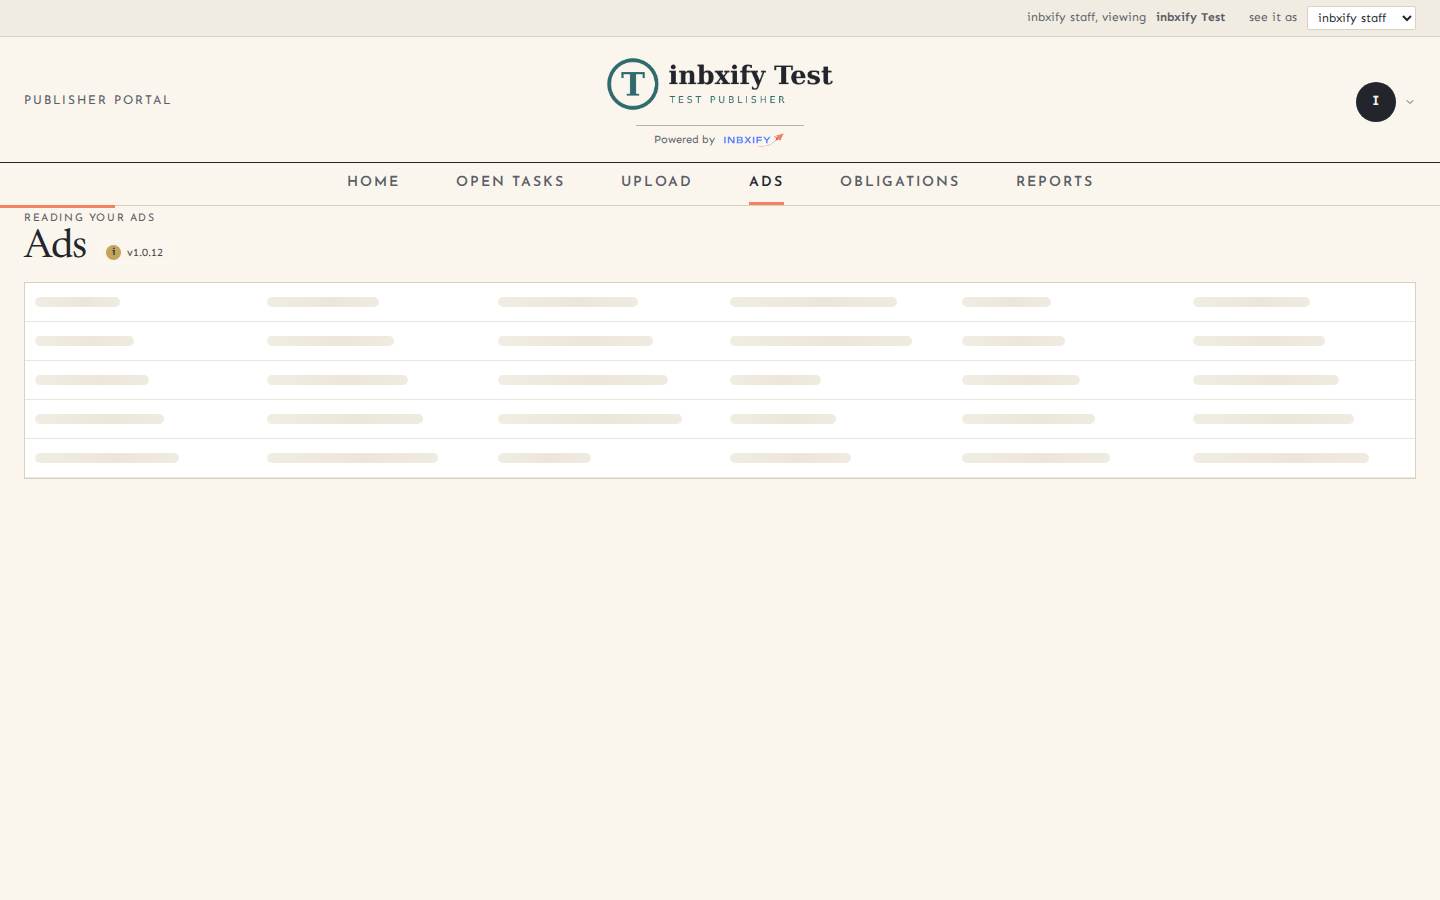 inbxify staff, viewing inbxify Test see it as inbxify staff
PUBLISHER PORTAL
T
inbxify Test
TEST PUBLISHER
Powered by INBXIFY
I
HOME OPEN TASKS UPLOAD ADS OBLIGATIONS REPORTS
READING YOUR ADS
Ads i v1.0.12